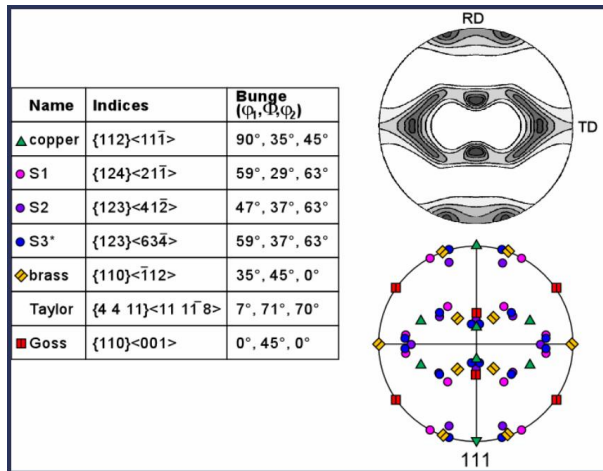 RD
TD
Name Indices Bunge (φ₁,Φ,φ₂)
copper {112}<111̄> 90°, 35°, 45°
S1 {124}<211̄> 59°, 29°, 63°
S2 {123}<412̄> 47°, 37°, 63°
S3* {123}<634̄> 59°, 37°, 63°
brass {110}<1̄12> 35°, 45°, 0°
Taylor {4 4 11}<11 11̄ 8> 7°, 71°, 70°
Goss {110}<001> 0°, 45°, 0°
111